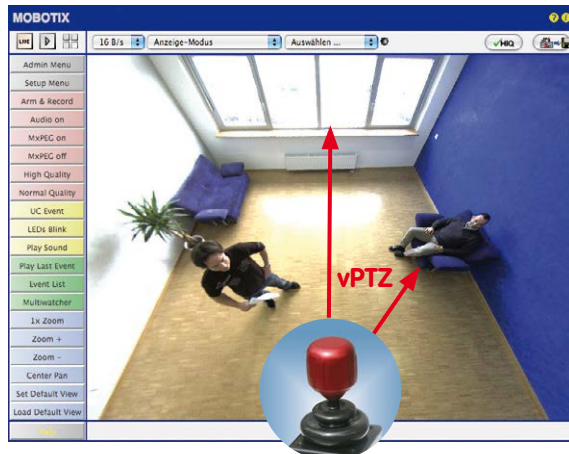 MOBOTIX
LIVE
16 B/s Anzeige-Modus Auswählen ...
HIQ
Admin Menu
Setup Menu
Arm & Record
Audio on
MxPEG on
MxPEG off
High Quality
Normal Quality
UC Event
LEDs Blink
Play Sound
Play Last Event
Event List
Multiwatcher
1x Zoom
Zoom +
Zoom -
Center Pan
Set Default View
Load Default View
vPTZ